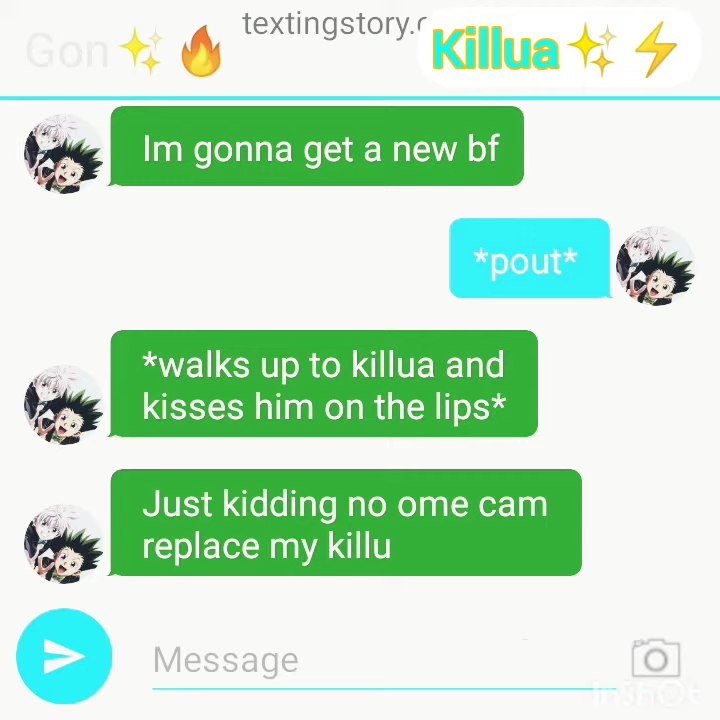 Gon✨🔥
textingstory.c
Killua✨⚡
Im gonna get a new bf
*pout*
*walks up to killua and
kisses him on the lips*
Just kidding no ome cam
replace my killu
Message
InShOt